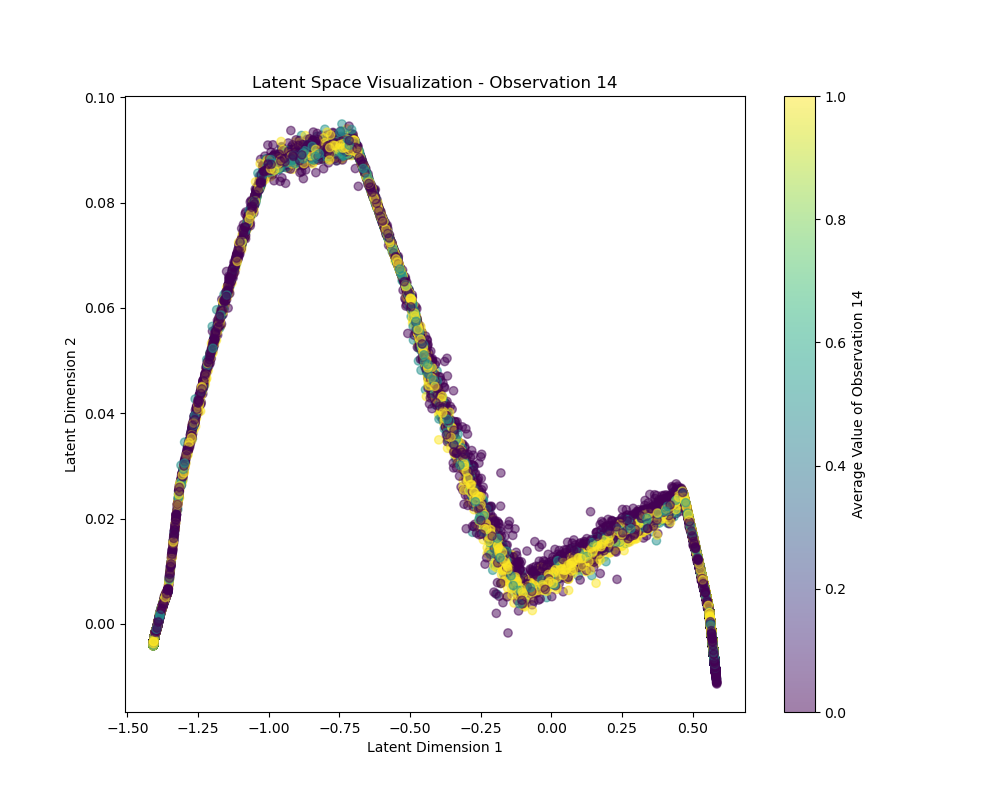 Latent Space Visualization - Observation 14
0.10
0.08
0.06
0.04
0.02
0.00
Latent Dimension 2
−1.50 −1.25 −1.00 −0.75 −0.50 −0.25 0.00 0.25 0.50
Latent Dimension 1
1.0
0.8
0.6
0.4
0.2
0.0
Average Value of Observation 14